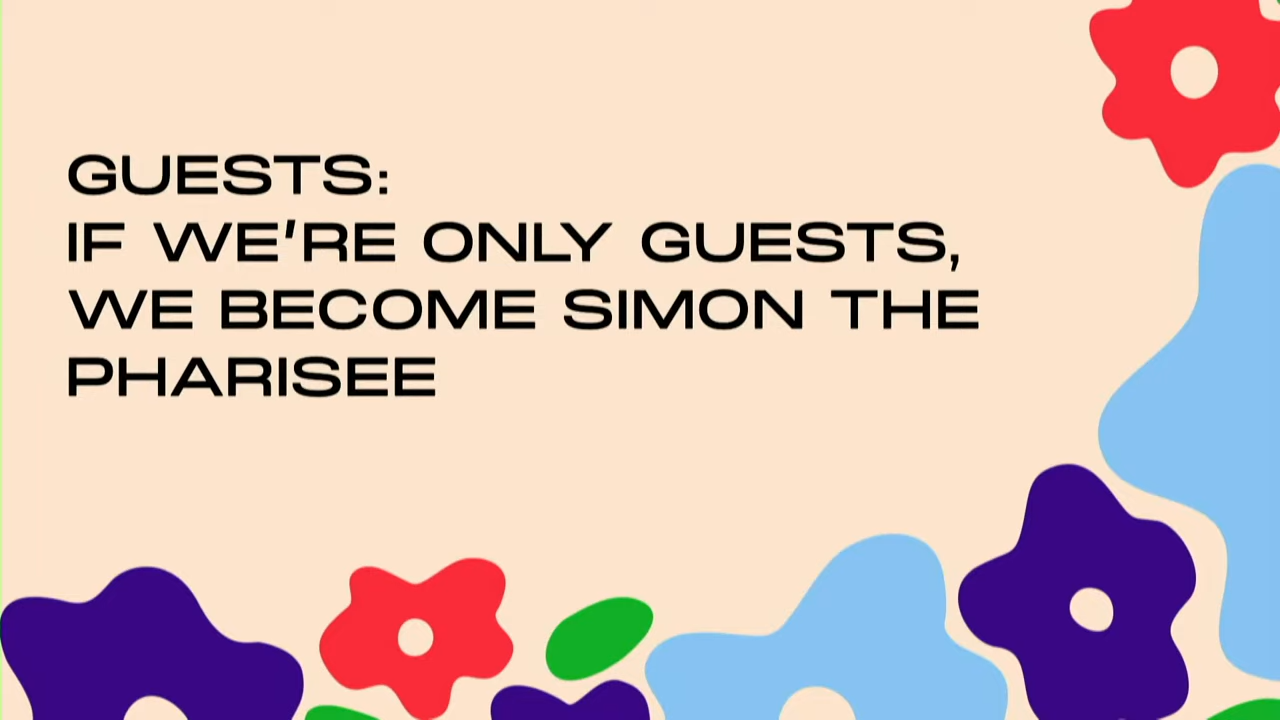 GUESTS:
IF WE'RE ONLY GUESTS,
WE BECOME SIMON THE
PHARISEE